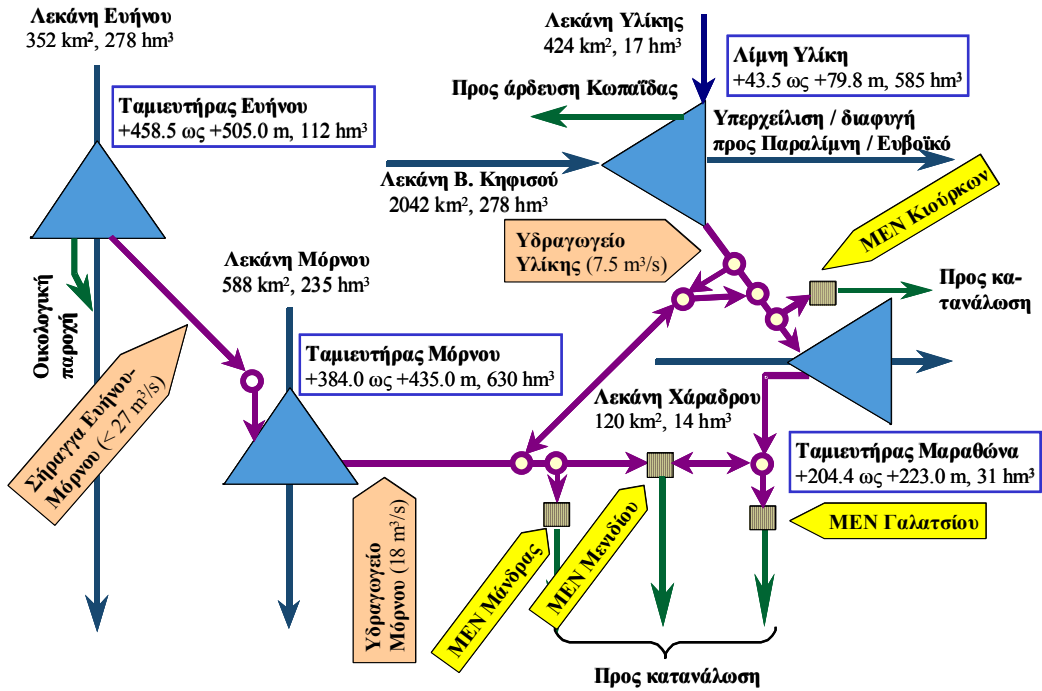 Λεκάνη Ευήνου
352 km², 278 hm³
Ταμιευτήρας Ευήνου
+458.5 ως +505.0 m, 112 hm³
Οικολογική
παροχή
Σήραγγα Ευήνου-
Μόρνου (< 27 m³/s)
Λεκάνη Μόρνου
588 km², 235 hm³
Ταμιευτήρας Μόρνου
+384.0 ως +435.0 m, 630 hm³
Υδραγωγείο
Μόρνου (18 m³/s)
Λεκάνη Υλίκης
424 km², 17 hm³
Λίμνη Υλίκη
+43.5 ως +79.8 m, 585 hm³
Προς άρδευση Κωπαΐδας
Υπερχείλιση / διαφυγή
προς Παραλίμνη / Ευβοϊκό
Λεκάνη Β. Κηφισού
2042 km², 278 hm³
Υδραγωγείο
Υλίκης (7.5 m³/s)
ΜΕΝ Κιούρκων
Προς κα-
τανάλωση
Λεκάνη Χάραδρου
120 km², 14 hm³
Ταμιευτήρας Μαραθώνα
+204.4 ως +223.0 m, 31 hm³
ΜΕΝ Γαλατσίου
ΜΕΝ Μάνδρας
ΜΕΝ Μενιδίου
Προς κατανάλωση